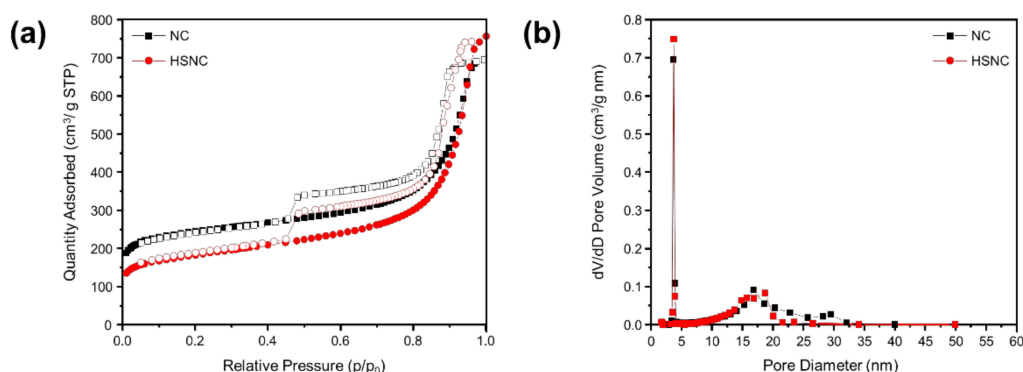 (a)
NC
HSNC
800
700
600
500
400
300
200
100
0
0.0 0.2 0.4 0.6 0.8 1.0
Quantity Adsorbed (cm³/ g STP)
Relative Pressure (p/p₀)
(b)
NC
HSNC
0.8
0.7
0.6
0.5
0.4
0.3
0.2
0.1
0.0
0 5 10 15 20 25 30 35 40 45 50 55 60
dV/dD Pore Volume (cm³/g nm)
Pore Diameter (nm)